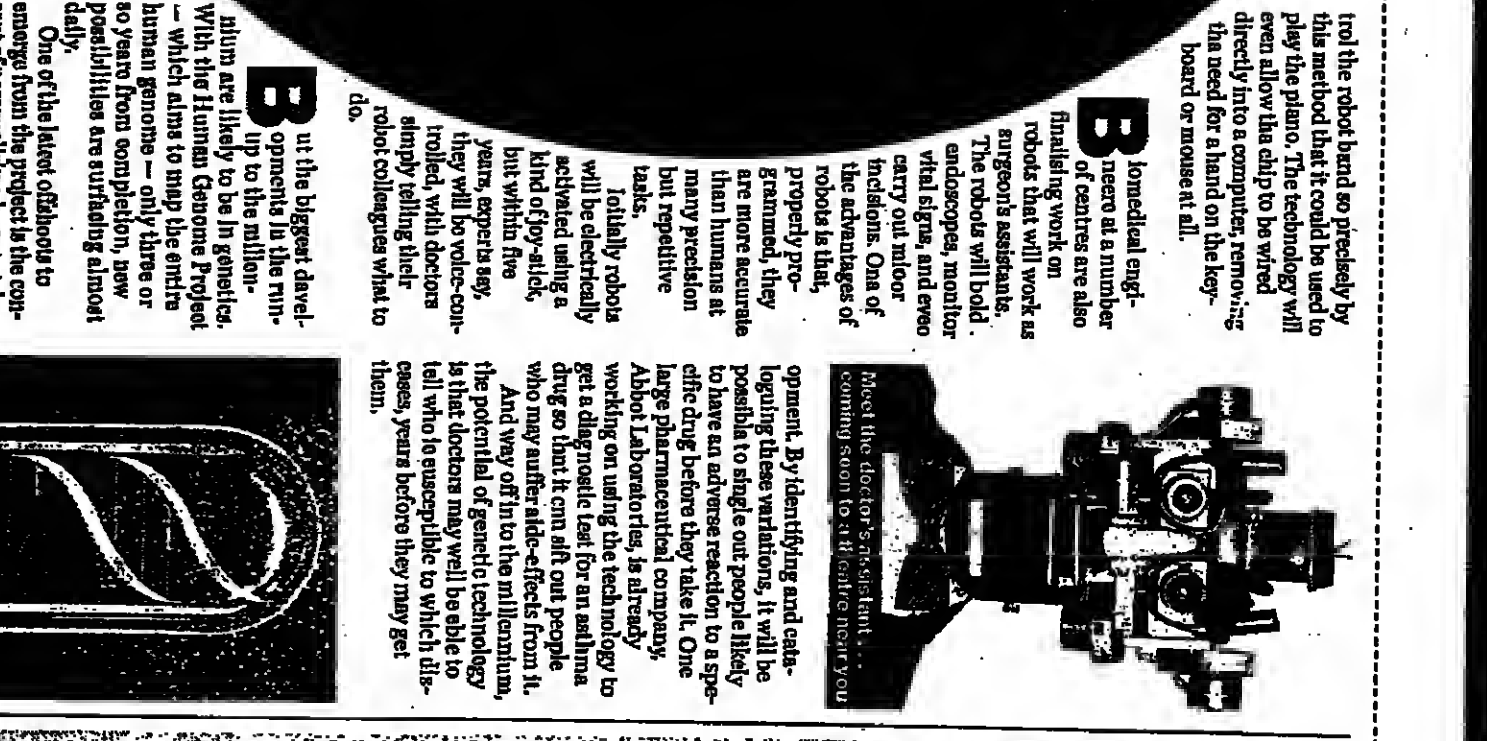 trol the robot hand so precisely by
this method that it could be used to
play the piano. The technology will
even allow tha chip to be wired
directly into a computer, removing
tha need for a hand on the key-
board or mouse at all.
Biomedical engi-
neero at a number
of centres are also
finalising work on
robots that will work as
surgeon's assistants.
The robots will bold
endoscopes, monitor
vital signs, and eveo
carry out mioor
incisions. Ona of
the advantages of
robots is that,
properly pro-
grammed, they
are more accurate
than humans at
many precision
but repetitive
tasks.
Ioitially robots
will be electrically
activated using a
kind of joy-stick,
but within five
years, experts say,
they will be voice-con-
trolled, with doctors
simply telling their
robot colleagues what to
do.
But the biggest davel-
opments in the run-
up to the millen-
nium are likely to be in genetics.
With the Human Genome Project
— which aims to map the entire
human genome — only three or
so years from completion, new
possibilities are surfacing almost
daily.
One of the latest offshoots to
emerge from the project is the con-
Meet the doctor's assistant . . .
coming soon to a theatre near you
opment. By identifying and cata-
loguing these variations, it will be
possibla to single out people likely
to have an adverse reaction to a spe-
cific drug before they take it. One
large pharmaceutical company,
Abbot Laboratories, is already
working on using the technology to
get a diagnostic test for an asthma
drug so that it can sift out people
who may suffer side-effects from it.
And way off into the millennium,
the potential of genetic technology
is that doctors may well be able to
tell who is susceptible to which dis-
eases, years before they may get
them.